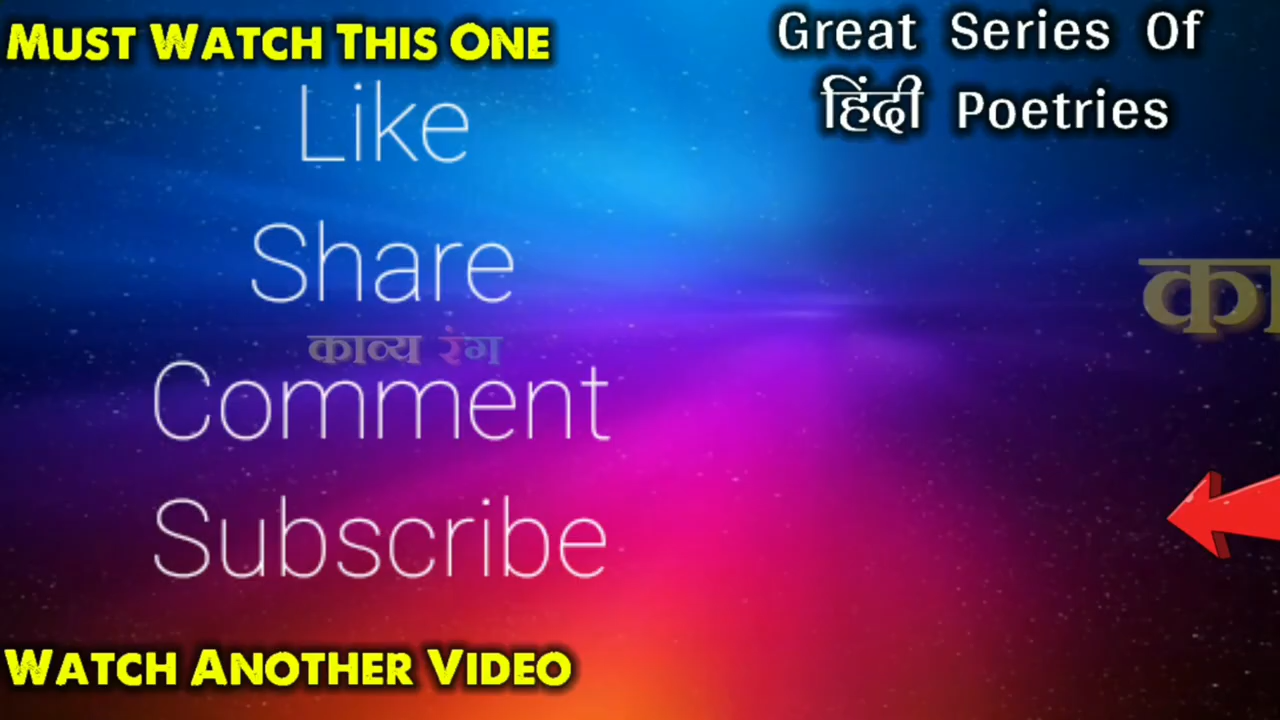 Must Watch This One
Great Series Of
हिंदी Poetries
Like
Share
काव्य रंग
Comment
Subscribe
Watch Another Video